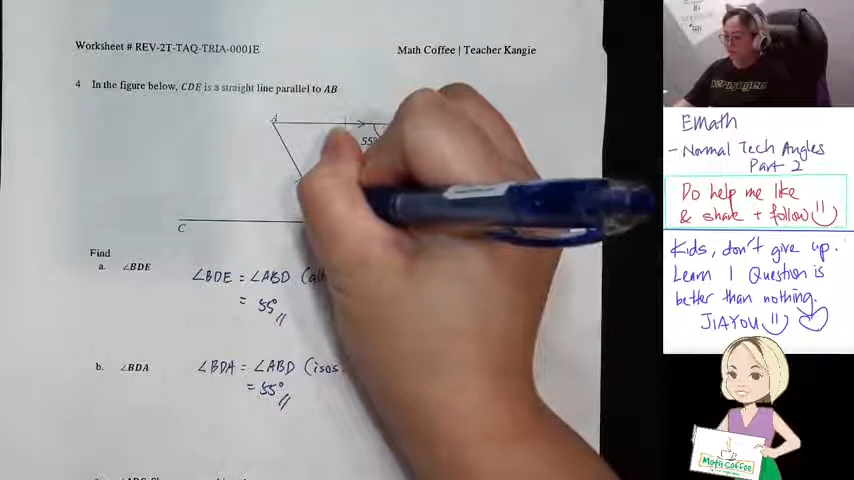 Worksheet # REV-2T-TAQ-TRIA-0001E
Math Coffee | Teacher Kangie
4 In the figure below, CDE is a straight line parallel to AB
A
55°
C
Find
a. ∠BDE
∠BDE = ∠ABD (alt
= 55°
b. ∠BDA
∠BDA = ∠ABD (isos.
= 55°
EMath
- Normal Tech Angles
Part 2
Do help me like
& share + follow
Kids, don't give up.
Learn 1 Question is
better than nothing.
JIAYOU
Math Coffee